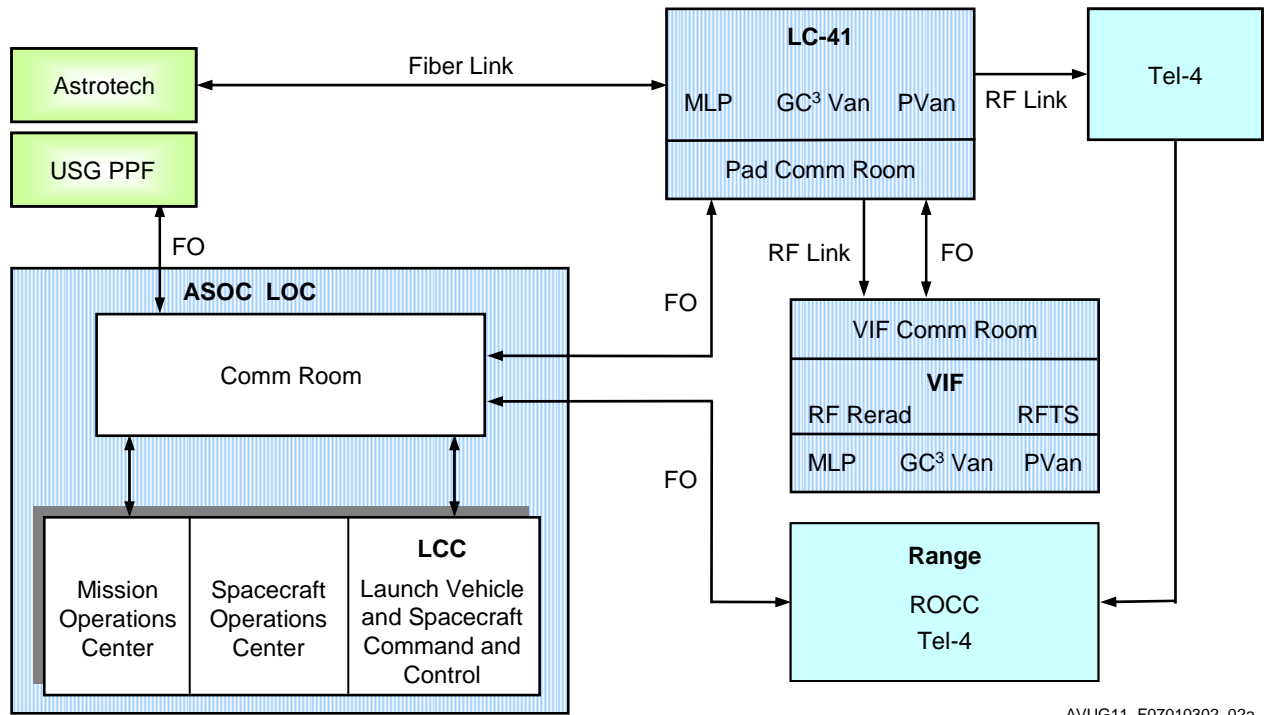 LC-41
MLP GC³ Van PVan
Pad Comm Room
Astrotech
Fiber Link
RF Link
Tel-4
USG PPF
FO
RF Link
FO
ASOC LOC
Comm Room
FO
VIF Comm Room
VIF
RF Rerad RFTS
MLP GC³ Van PVan
FO
Mission
Operations
Center
Spacecraft
Operations
Center
LCC
Launch Vehicle
and Spacecraft
Command and
Control
Range
ROCC
Tel-4
AVUG11_F07010302_02a